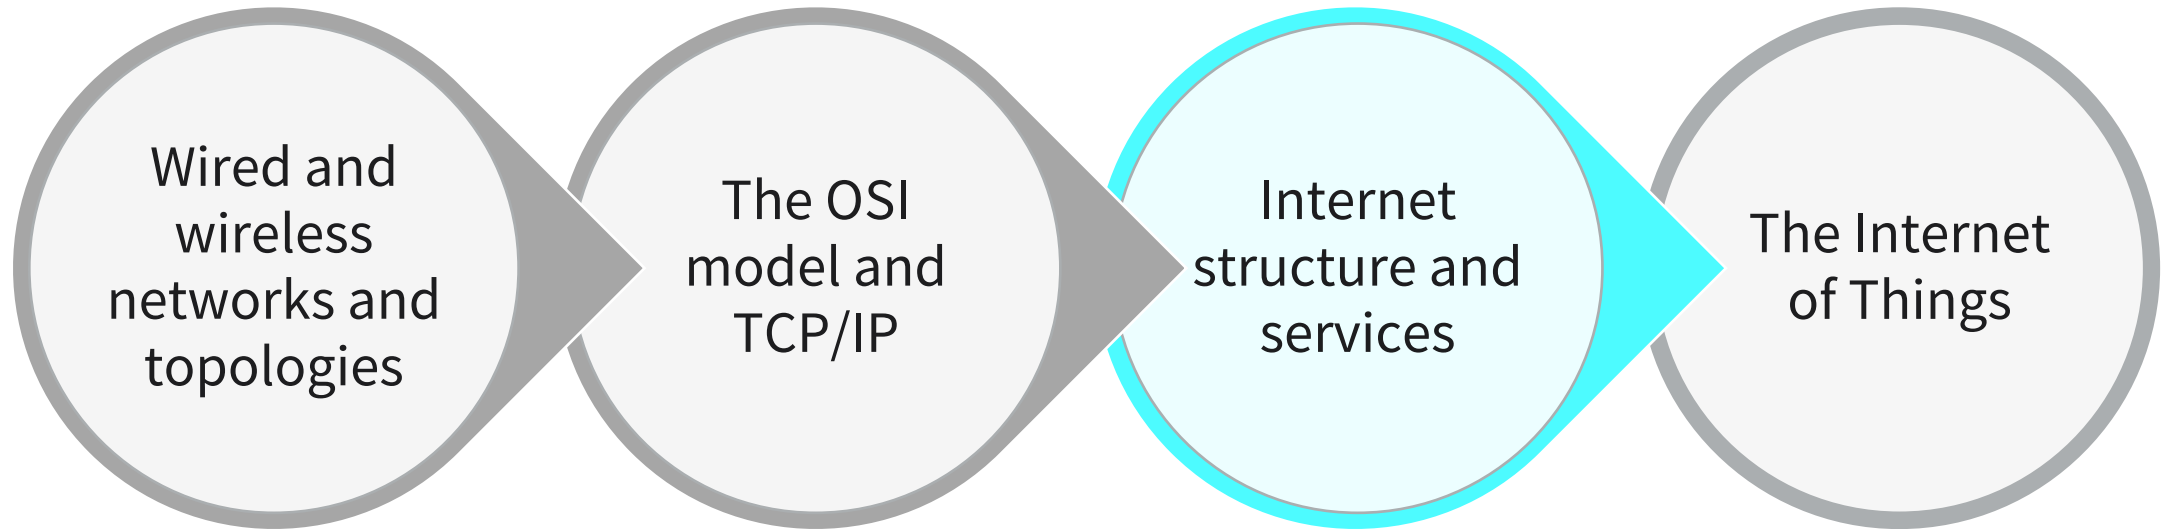 Wired and
wireless
networks and
topologies
The OSI
model and
TCP/IP
Internet
structure and
services
The Internet
of Things